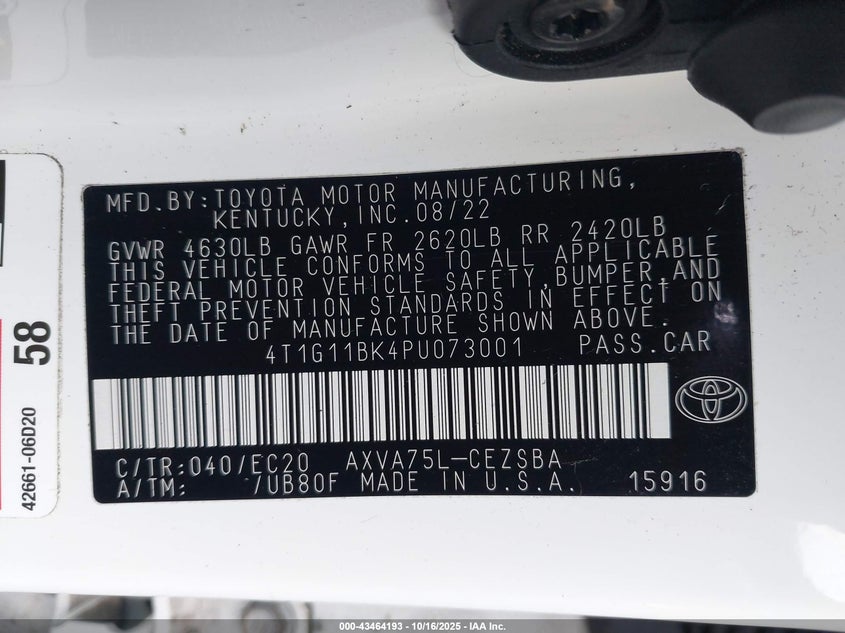 MFD. BY: TOYOTA MOTOR MANUFACTURING,
KENTUCKY, INC. 08/22
GVWR 4630LB GAWR FR 2620LB RR 2420LB
THIS VEHICLE CONFORMS TO ALL APPLICABLE
FEDERAL MOTOR VEHICLE SAFETY, BUMPER, AND
THEFT PREVENTION STANDARDS IN EFFECT ON
THE DATE OF MANUFACTURE SHOWN ABOVE.
4T1G11BK4PU073001 PASS. CAR
C/TR: 040/EC20 AXVA75L-CEZSBA
A/TM: /UB80F MADE IN U.S.A. 15916
58
42661-06D20
000-43464193 - 10/16/2025 - IAA Inc.